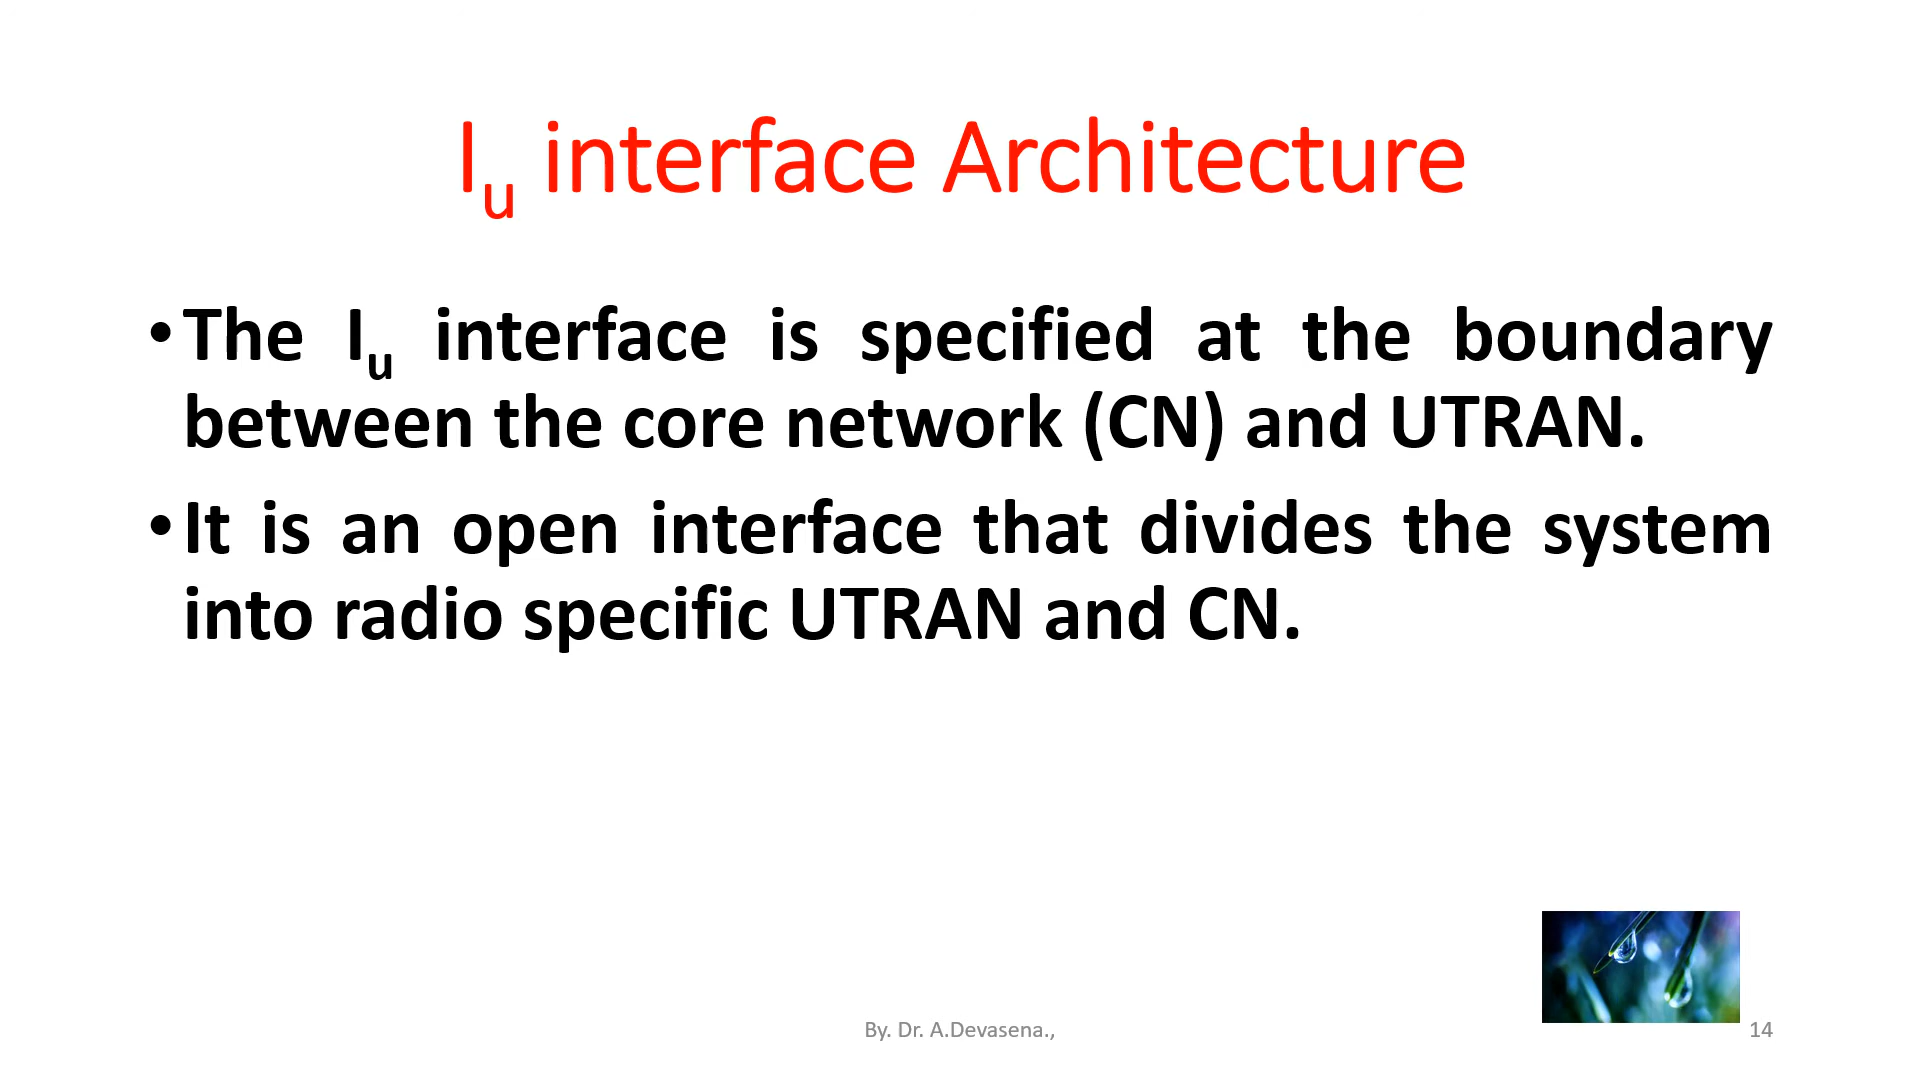 Iu interface Architecture
•The Iu interface is specified at the boundary
between the core network (CN) and UTRAN.
•It is an open interface that divides the system
into radio specific UTRAN and CN.
By. Dr. A.Devasena.,
14